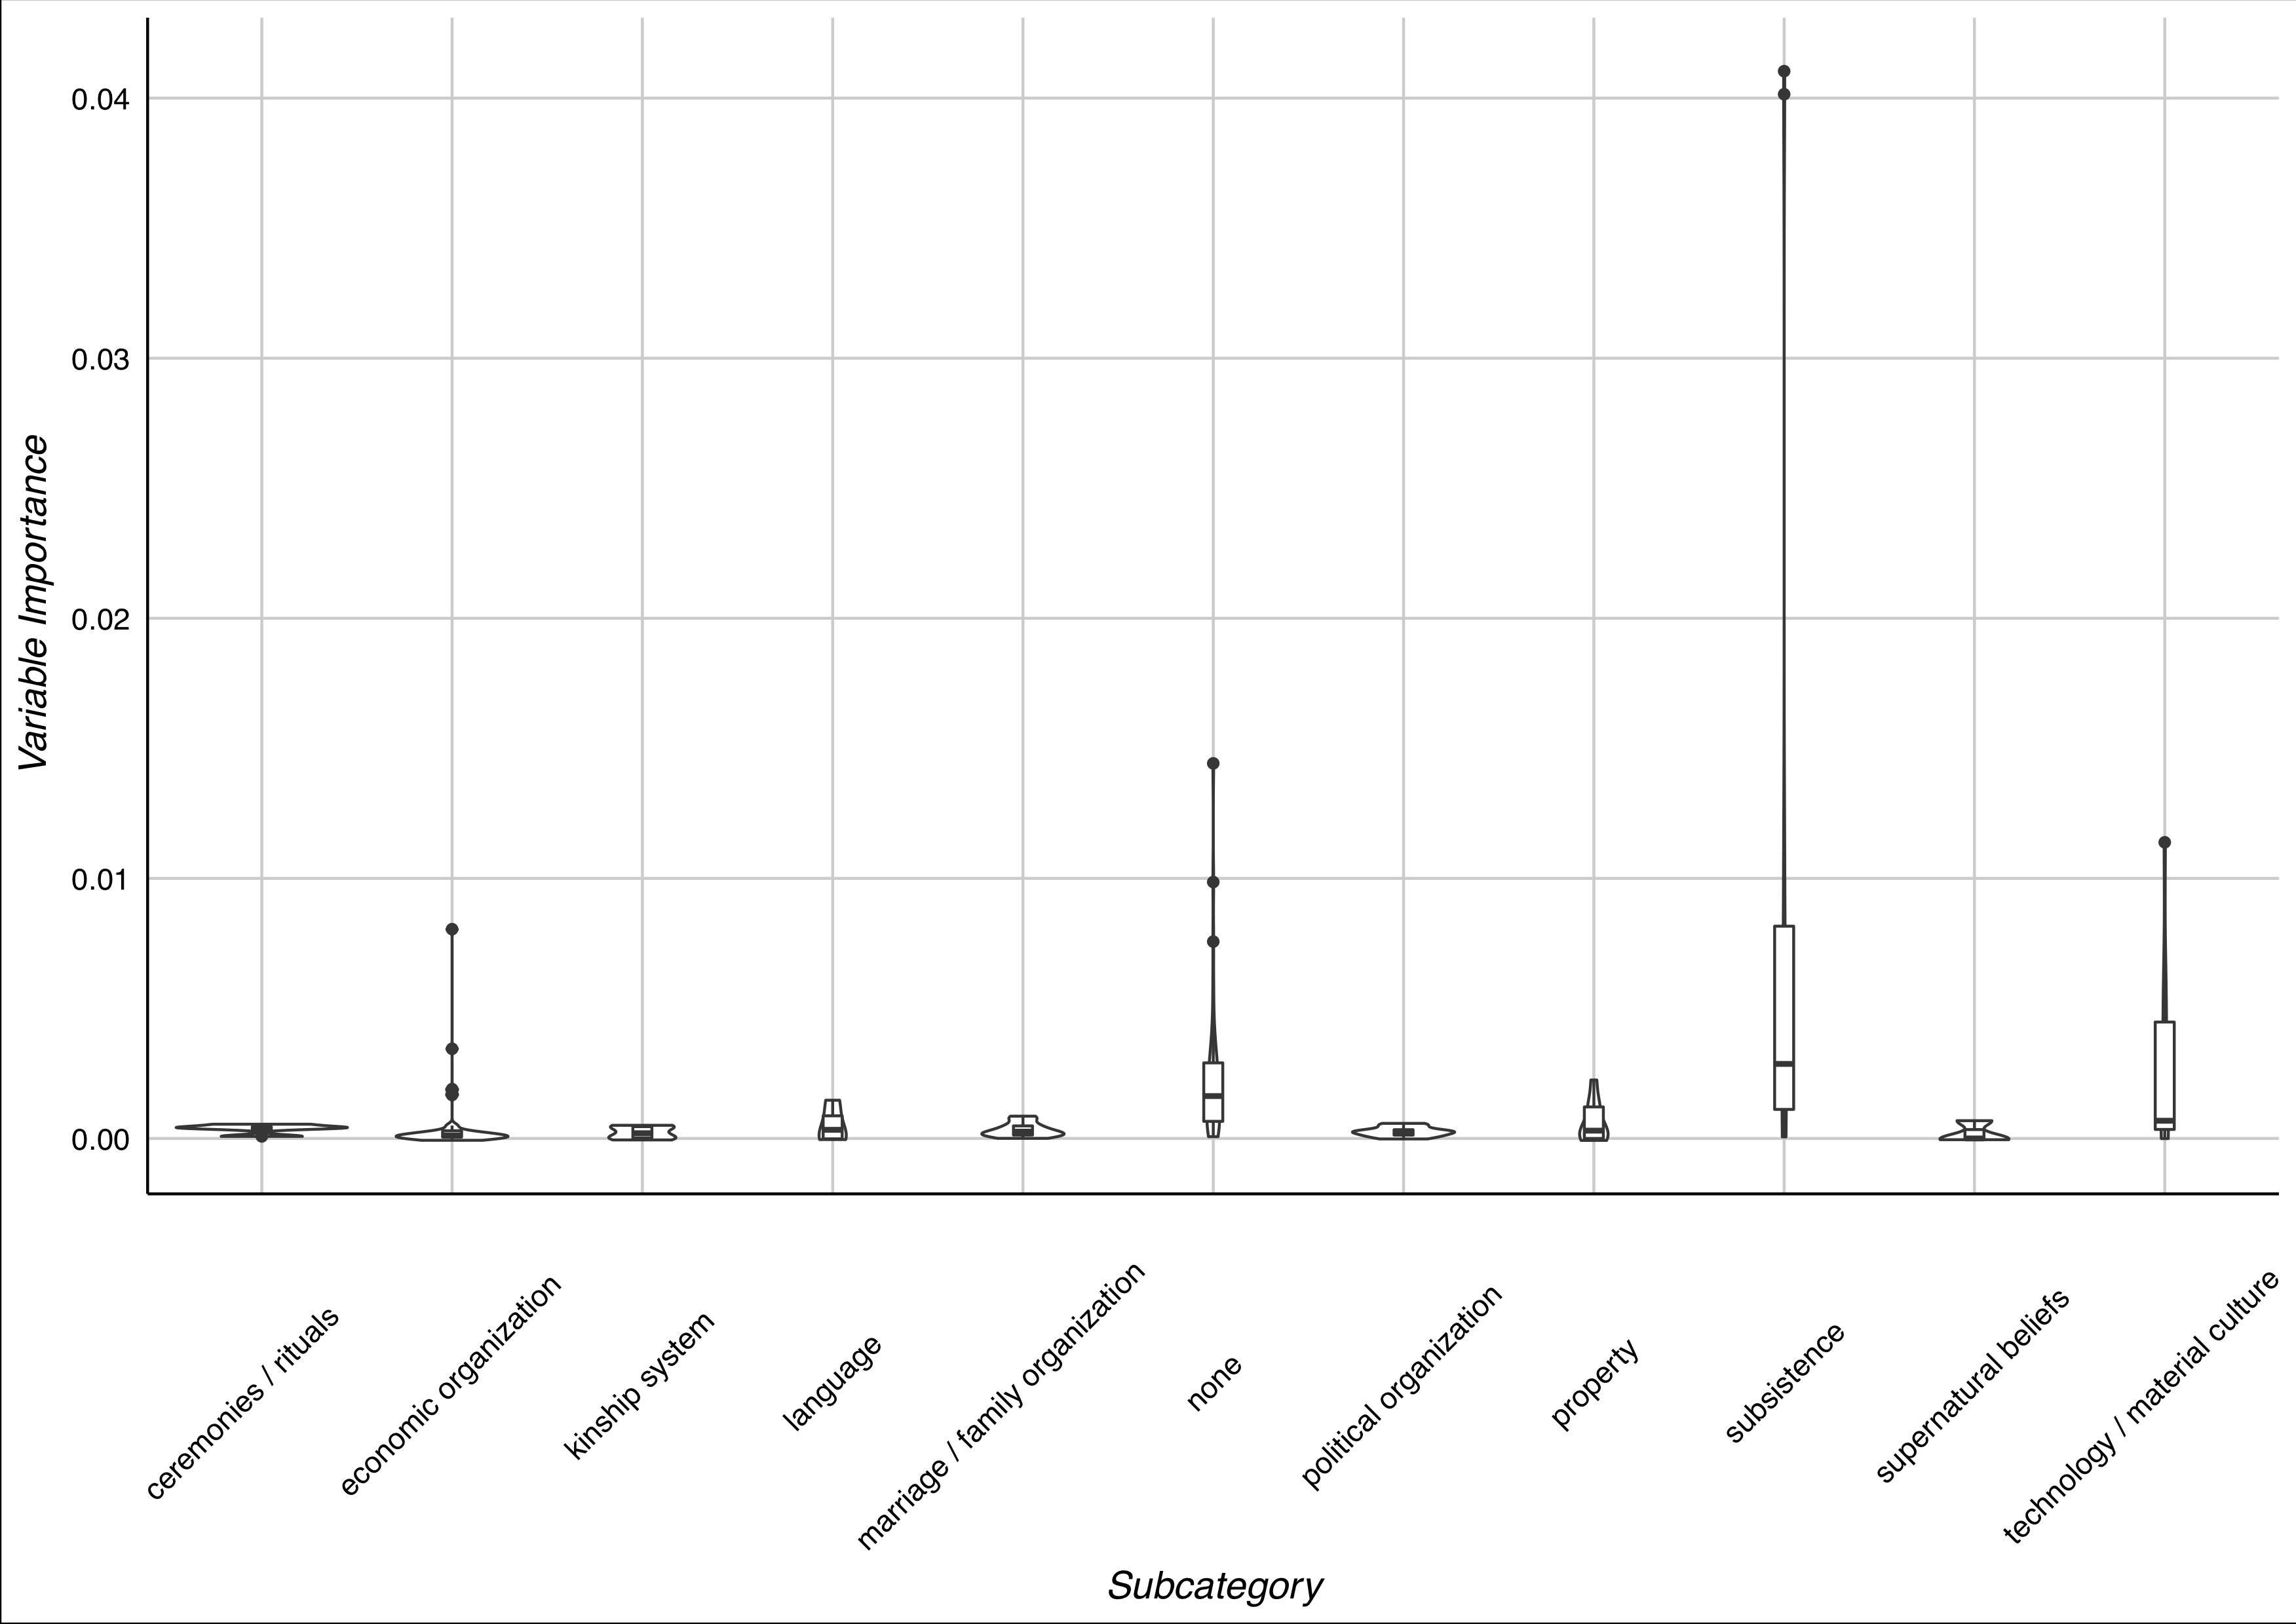 0.04
0.03
0.02
0.01
0.00
Variable Importance
ceremonies / rituals
economic organization
kinship system
language
marriage / family organization
none
political organization
property
subsistence
supernatural beliefs
technology / material culture
Subcategory